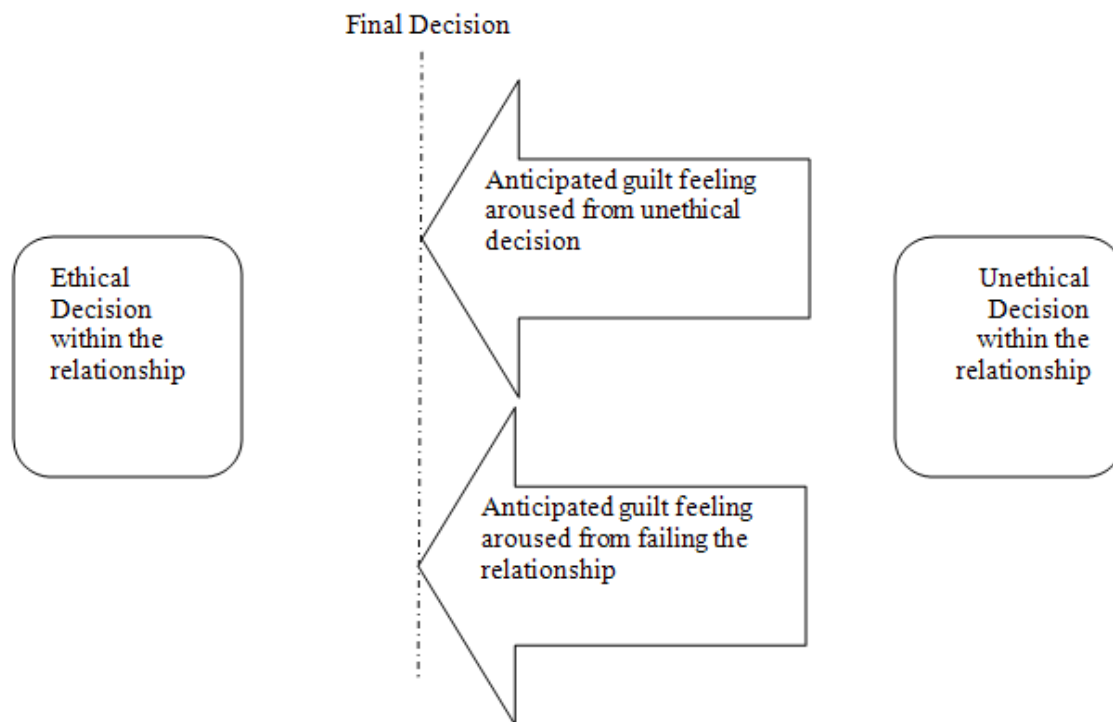 Final Decision
Anticipated guilt feeling
aroused from unethical
decision
Ethical
Decision
within the
relationship
Unethical
Decision
within the
relationship
Anticipated guilt feeling
aroused from failing the
relationship